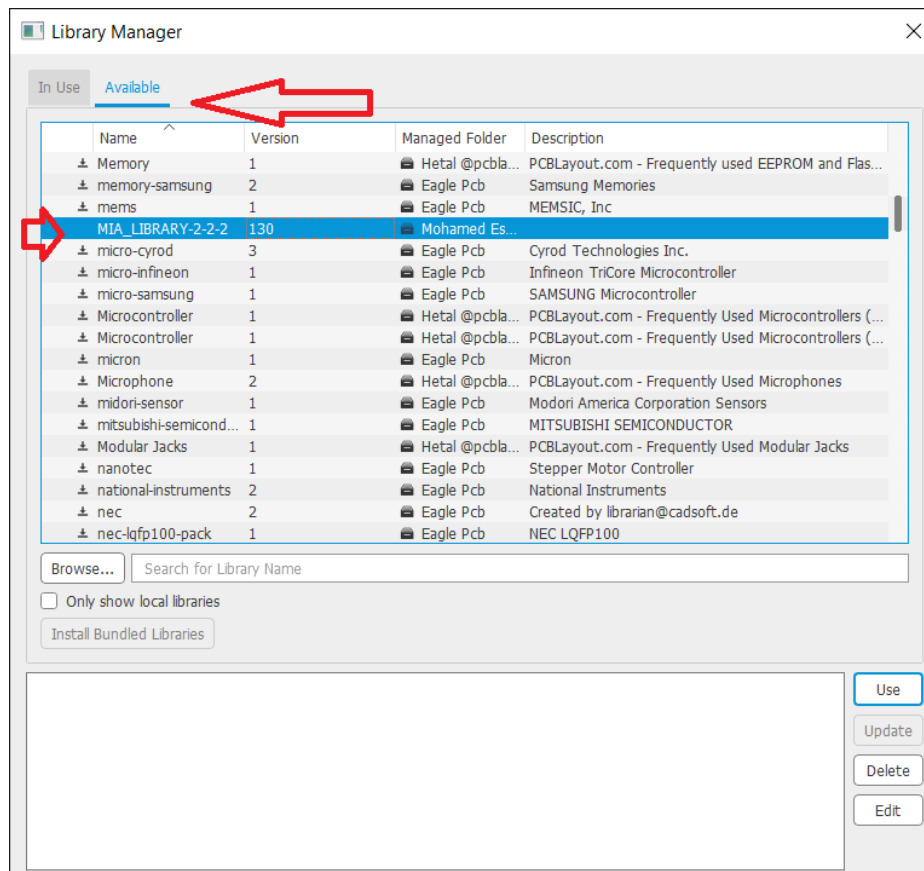 Library Manager
In Use Available
Name Version Managed Folder Description
Memory 1 Hetal @pcbla... PCBLayout.com - Frequently used EEPROM and Flas...
memory-samsung 2 Eagle Pcb Samsung Memories
mems 1 Eagle Pcb MEMSIC, Inc
MIA_LIBRARY-2-2-2 130 Mohamed Es...
micro-cyrod 3 Eagle Pcb Cyrod Technologies Inc.
micro-infineon 1 Eagle Pcb Infineon TriCore Microcontroller
micro-samsung 1 Eagle Pcb SAMSUNG Microcontroller
Microcontroller 1 Hetal @pcbla... PCBLayout.com - Frequently Used Microcontrollers (...
Microcontroller 1 Hetal @pcbla... PCBLayout.com - Frequently Used Microcontrollers (...
micron 1 Eagle Pcb Micron
Microphone 2 Hetal @pcbla... PCBLayout.com - Frequently Used Microphones
midori-sensor 1 Eagle Pcb Modori America Corporation Sensors
mitsubishi-semicond... 1 Eagle Pcb MITSUBISHI SEMICONDUCTOR
Modular Jacks 1 Hetal @pcbla... PCBLayout.com - Frequently Used Modular Jacks
nanotec 1 Eagle Pcb Stepper Motor Controller
national-instruments 2 Eagle Pcb National Instruments
nec 2 Eagle Pcb Created by librarian@cadsoft.de
nec-lqfp100-pack 1 Eagle Pcb NEC LQFP100
Browse... Search for Library Name
Only show local libraries
Install Bundled Libraries
Use
Update
Delete
Edit